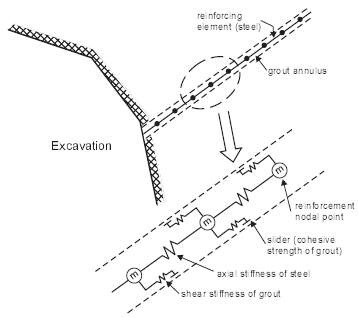 reinforcing
element (steel)
grout annulus
Excavation
m
reinforcement
nodal point
m
slider (cohesive
strength of grout)
m
axial stiffness of steel
shear stiffness of grout